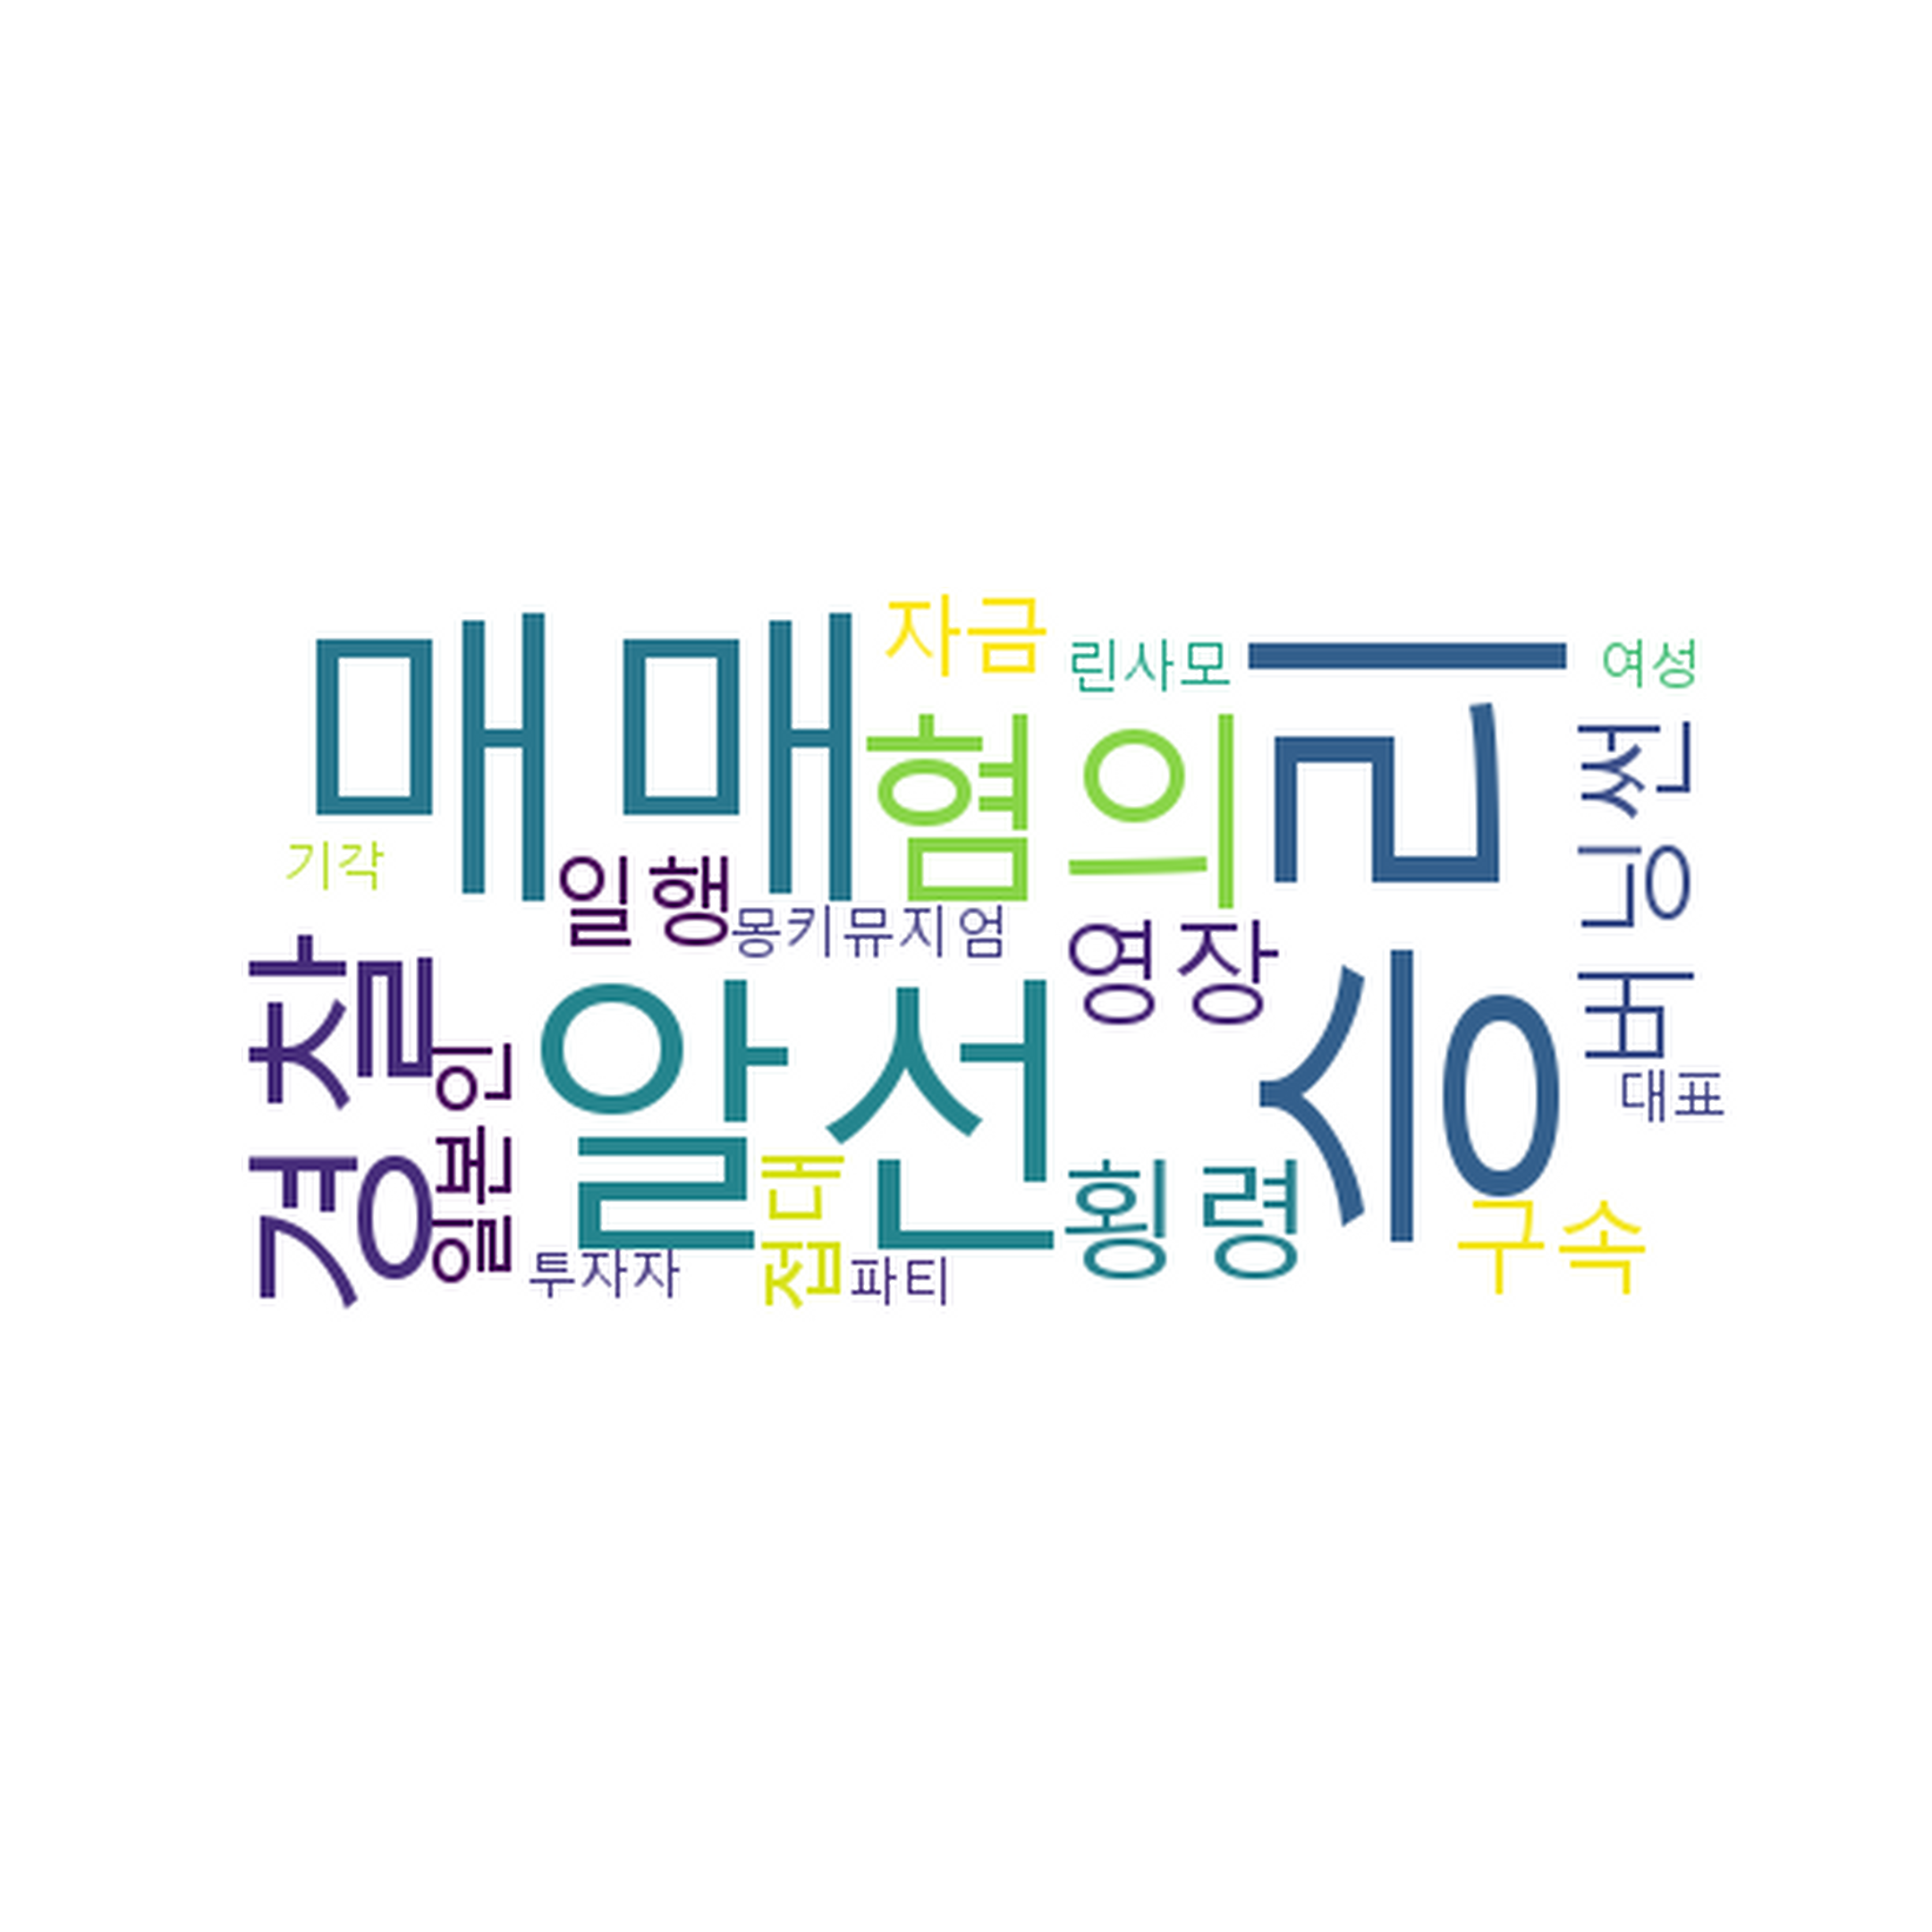 매매
자금
린사모
승리
여성
혐의
버닝썬
기각
일행
몽키뮤지엄
영장
경찰
일본인
알선
대표
접대
횡령
구속
투자자
파티